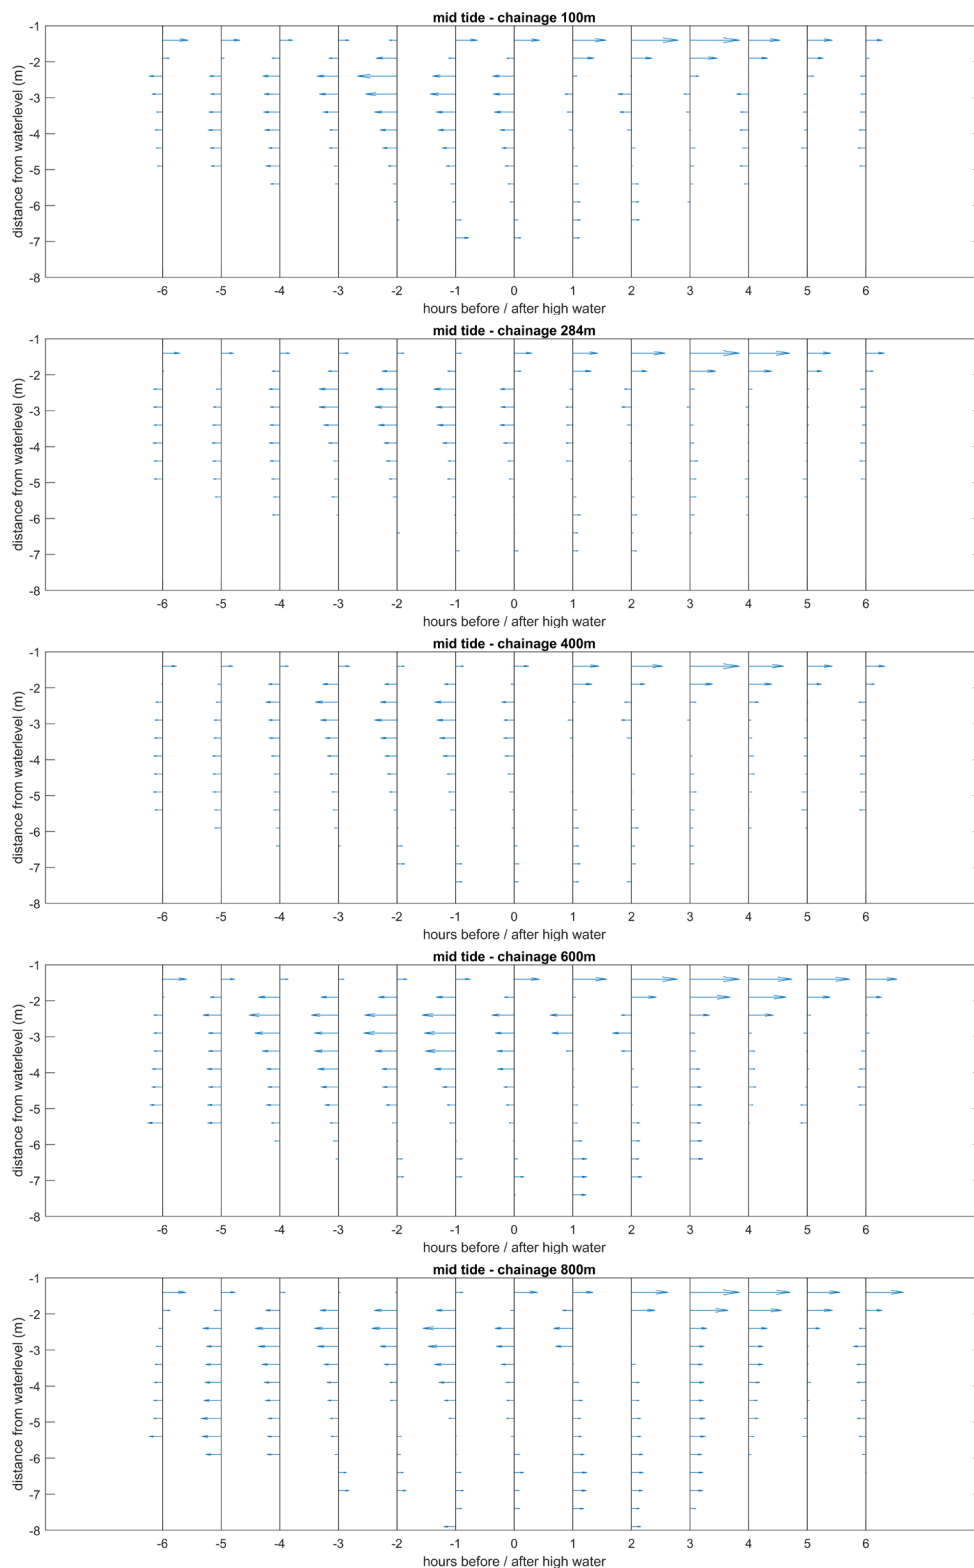 mid tide - chainage 100m
-1
-2
-3
-4
-5
-6
-7
-8
distance from waterlevel (m)
-6 -5 -4 -3 -2 -1 0 1 2 3 4 5 6
hours before / after high water
mid tide - chainage 284m
-1
-2
-3
-4
-5
-6
-7
-8
distance from waterlevel (m)
-6 -5 -4 -3 -2 -1 0 1 2 3 4 5 6
hours before / after high water
mid tide - chainage 400m
-1
-2
-3
-4
-5
-6
-7
-8
distance from waterlevel (m)
-6 -5 -4 -3 -2 -1 0 1 2 3 4 5 6
hours before / after high water
mid tide - chainage 600m
-1
-2
-3
-4
-5
-6
-7
-8
distance from waterlevel (m)
-6 -5 -4 -3 -2 -1 0 1 2 3 4 5 6
hours before / after high water
mid tide - chainage 800m
-1
-2
-3
-4
-5
-6
-7
-8
distance from waterlevel (m)
-6 -5 -4 -3 -2 -1 0 1 2 3 4 5 6
hours before / after high water